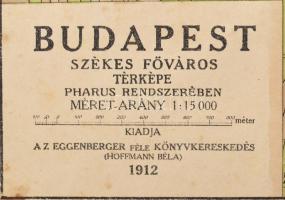 BUDAPEST
SZÉKES FŐVÁROS
TÉRKÉPE
PHARUS RENDSZERÉBEN
MÉRET-ARÁNY 1:15 000
méter
KIADJA
AZ EGGENBERGER FÉLE KÖNYVKERESKEDÉS
(HOFFMANN BÉLA)
1912